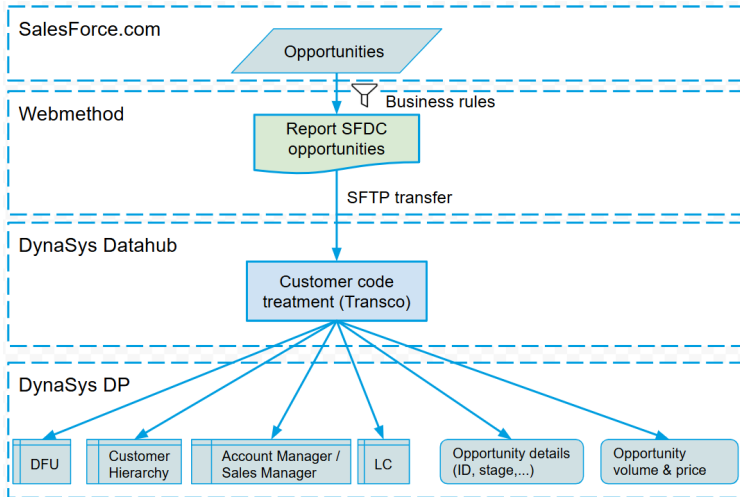 SalesForce.com
Opportunities
Business rules
Webmethod
Report SFDC
opportunities
SFTP transfer
DynaSys Datahub
Customer code
treatment (Transco)
DynaSys DP
DFU
Customer
Hierarchy
Account Manager /
Sales Manager
LC
Opportunity details
(ID, stage,...)
Opportunity
volume & price